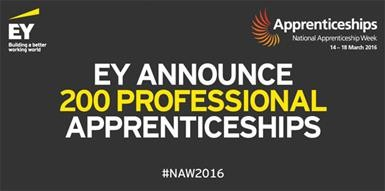 EY
Building a better
working world
Apprenticeships
National Apprenticeship Week
14 – 18 March 2016
EY ANNOUNCE
200 PROFESSIONAL
APPRENTICESHIPS
#NAW2016